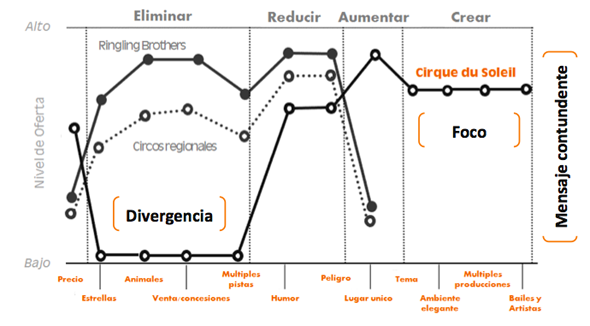 Eliminar
Reducir
Aumentar
Crear
Alto
Ringling Brothers
Cirque du Soleil
Circos regionales
Divergencia
Foco
Nivel de Oferta
Mensaje contundente
Bajo
Precio
Estrellas
Animales
Venta/concesiones
Multiples
pistas
Humor
Peligro
Lugar unico
Tema
Ambiente
elegante
Multiples
producciones
Bailes y
Artistas